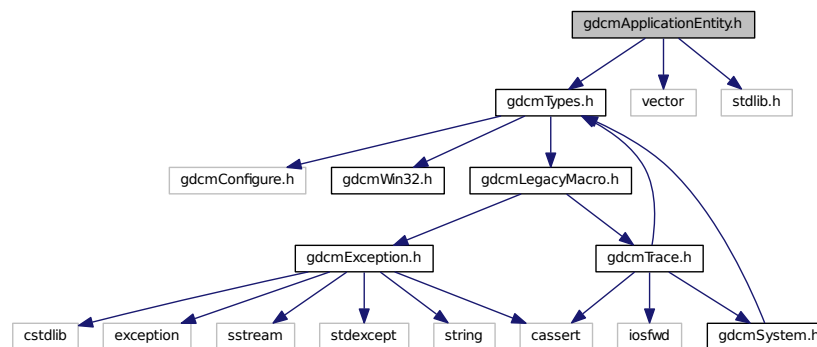 gdcmApplicationEntity.h
gdcmTypes.h
vector
stdlib.h
gdcmConfigure.h
gdcmWin32.h
gdcmLegacyMacro.h
gdcmException.h
gdcmTrace.h
cstdlib
exception
sstream
stdexcept
string
cassert
iosfwd
gdcmSystem.h